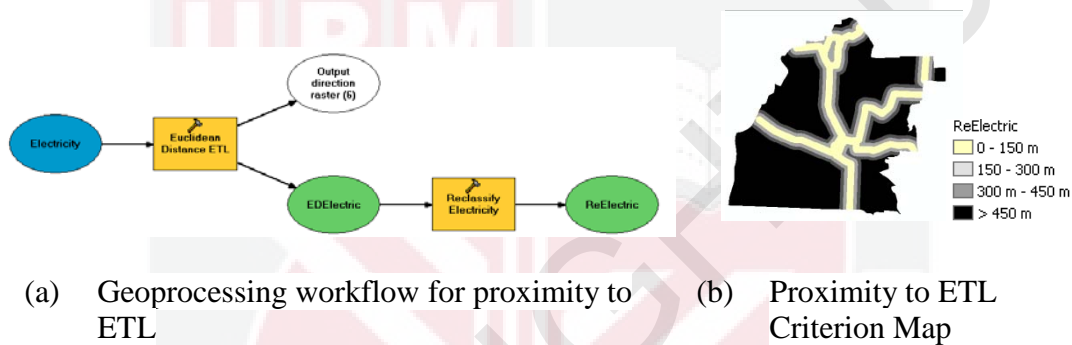 UPM
Output
direction
raster (6)
Electricity
Euclidean
Distance ETL
EDElectric
Reclassify
Electricity
ReElectric
ReElectric
0 - 150 m
150 - 300 m
300 m - 450 m
> 450 m
(a) Geoprocessing workflow for proximity to
ETL
(b) Proximity to ETL
Criterion Map